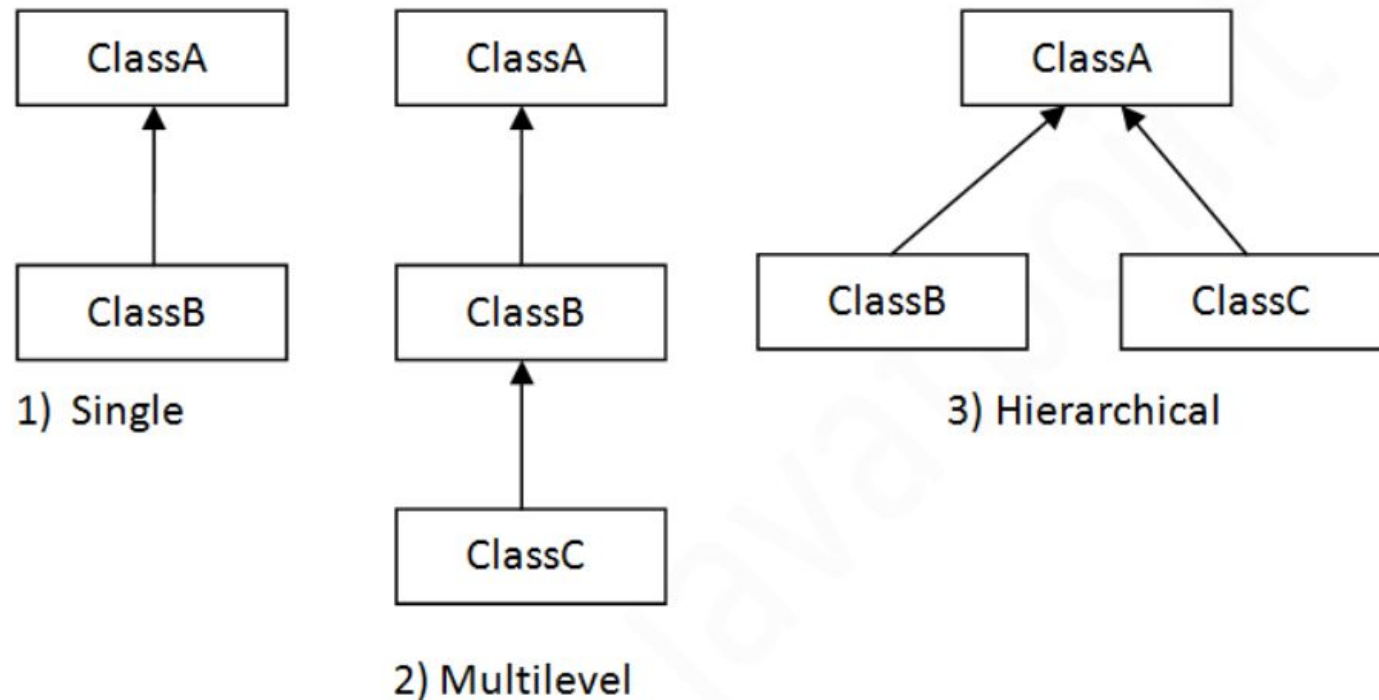 ClassA
ClassB
1) Single
ClassA
ClassB
ClassC
2) Multilevel
ClassA
ClassB
ClassC
3) Hierarchical